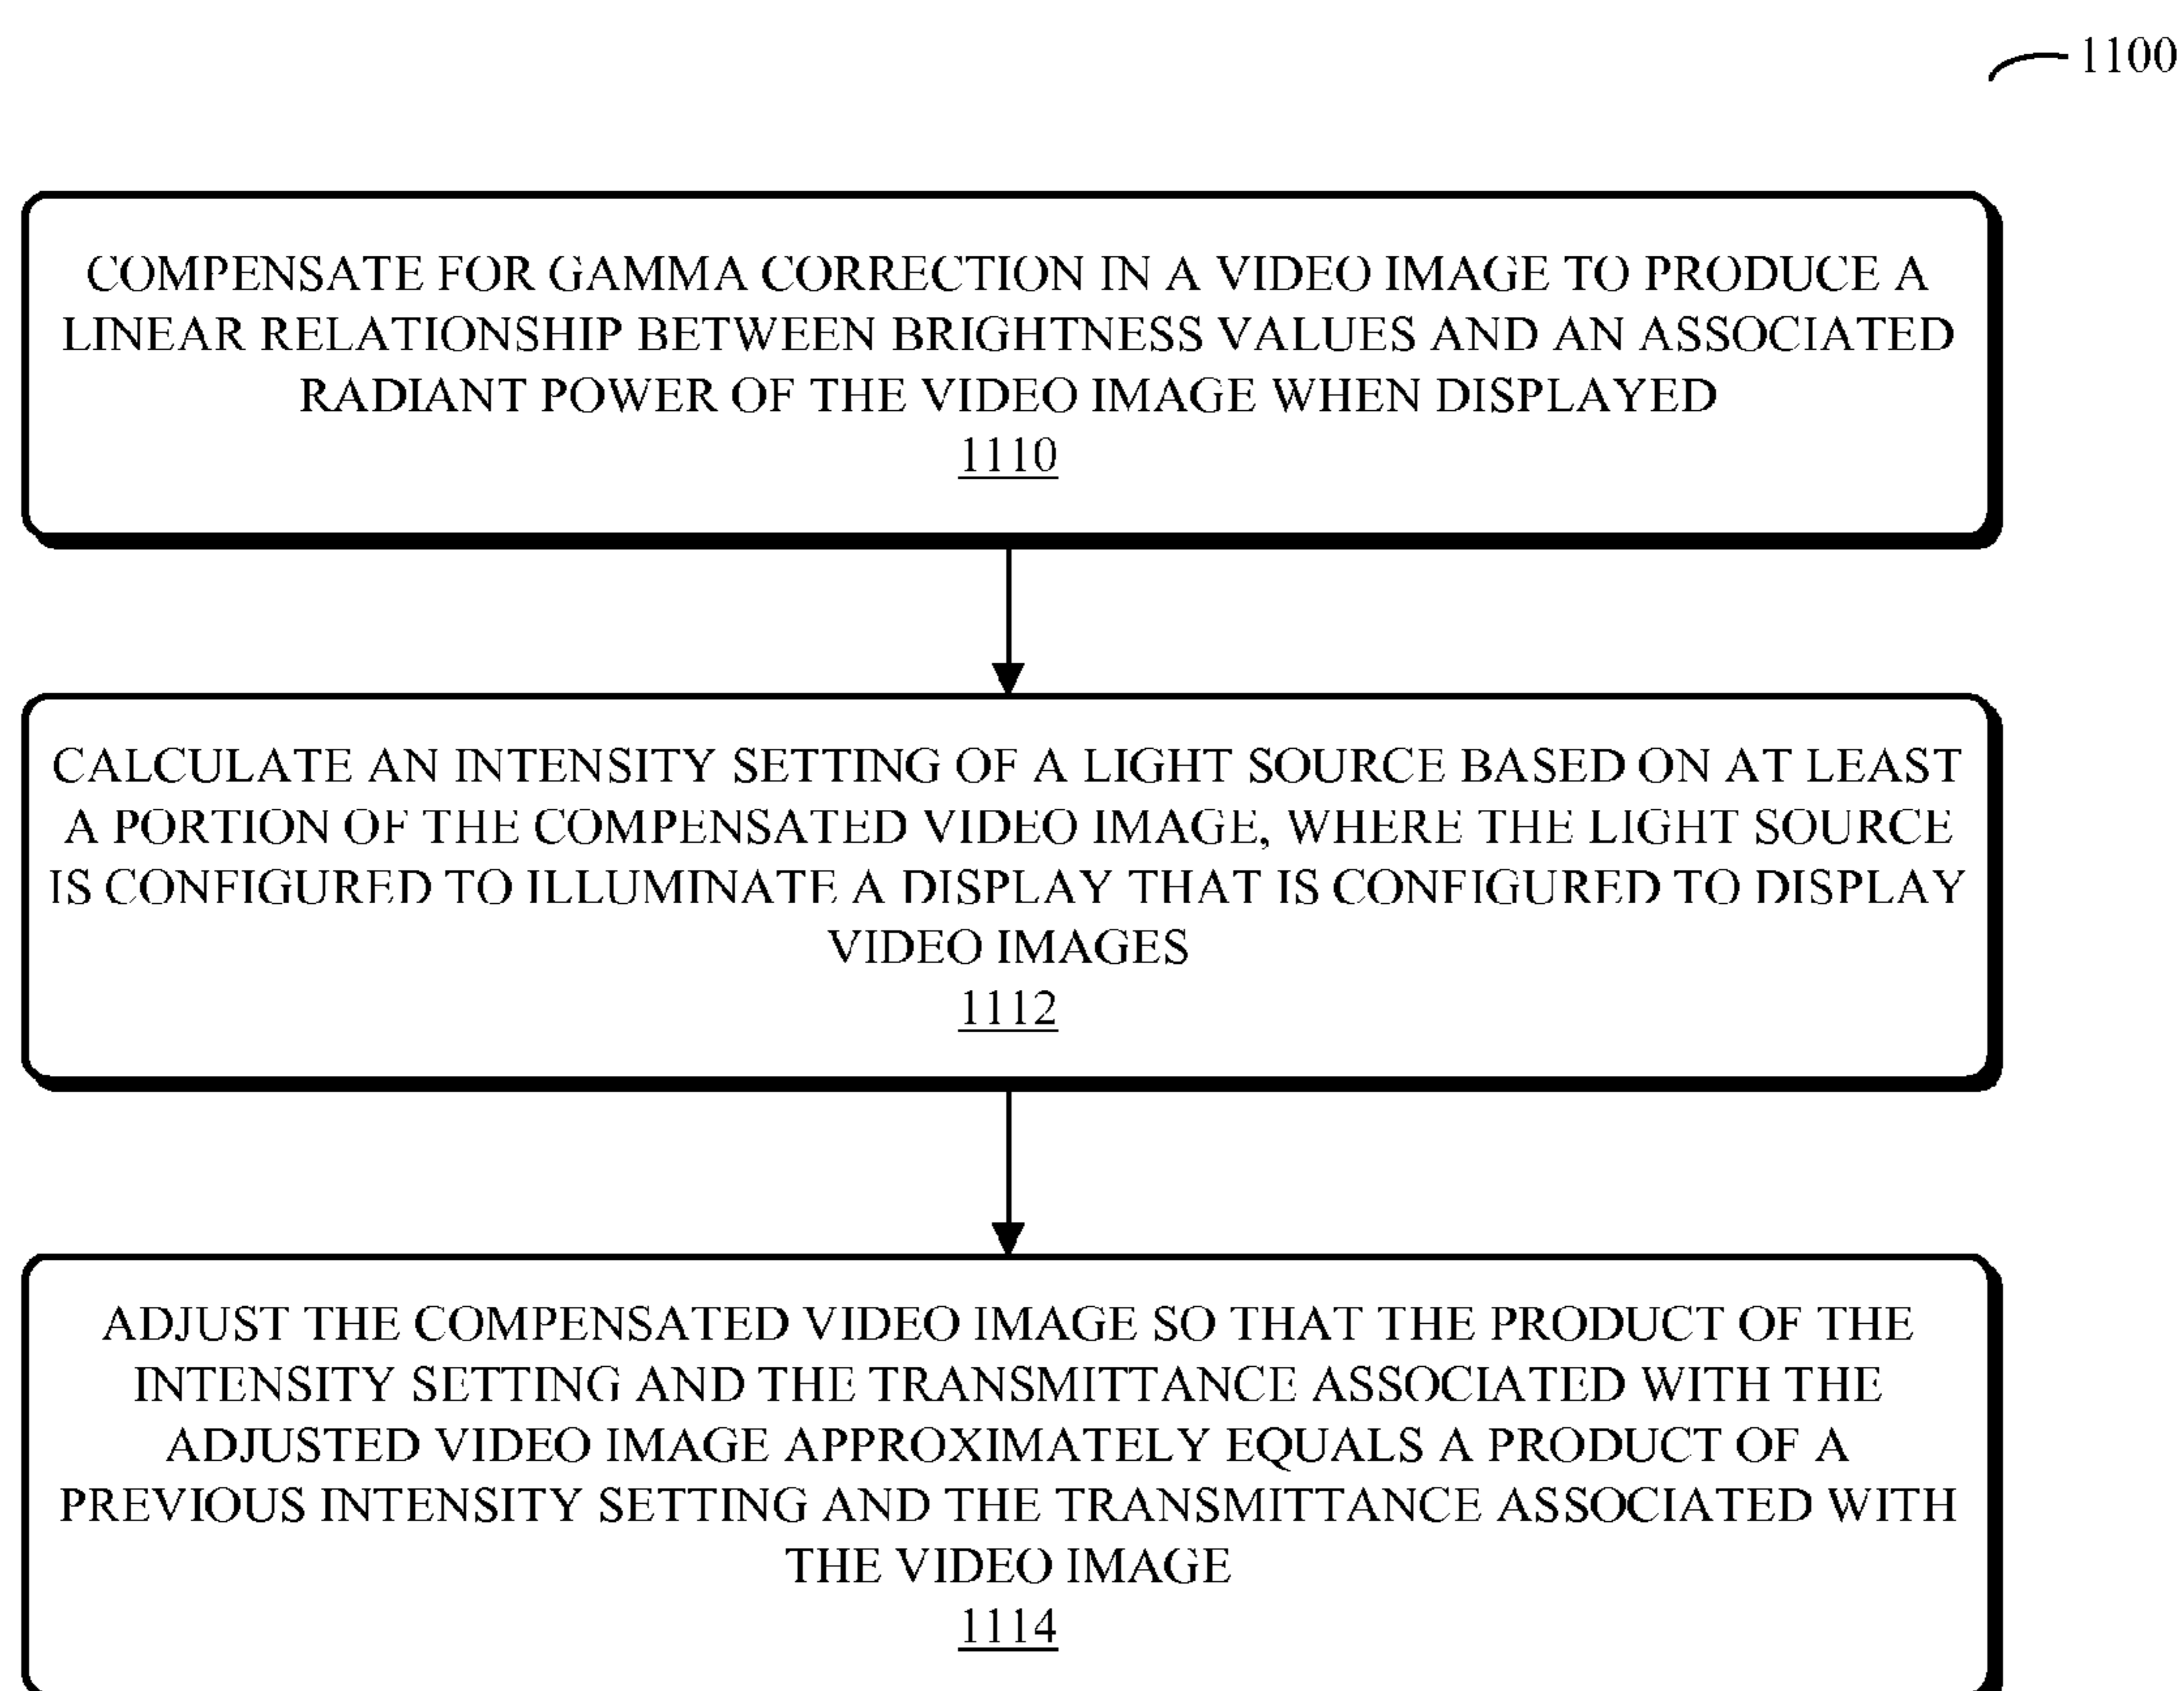 1100
COMPENSATE FOR GAMMA CORRECTION IN A VIDEO IMAGE TO PRODUCE A
LINEAR RELATIONSHIP BETWEEN BRIGHTNESS VALUES AND AN ASSOCIATED
RADIANT POWER OF THE VIDEO IMAGE WHEN DISPLAYED
1110
CALCULATE AN INTENSITY SETTING OF A LIGHT SOURCE BASED ON AT LEAST
A PORTION OF THE COMPENSATED VIDEO IMAGE, WHERE THE LIGHT SOURCE
IS CONFIGURED TO ILLUMINATE A DISPLAY THAT IS CONFIGURED TO DISPLAY
VIDEO IMAGES
1112
ADJUST THE COMPENSATED VIDEO IMAGE SO THAT THE PRODUCT OF THE
INTENSITY SETTING AND THE TRANSMITTANCE ASSOCIATED WITH THE
ADJUSTED VIDEO IMAGE APPROXIMATELY EQUALS A PRODUCT OF A
PREVIOUS INTENSITY SETTING AND THE TRANSMITTANCE ASSOCIATED WITH
THE VIDEO IMAGE
1114